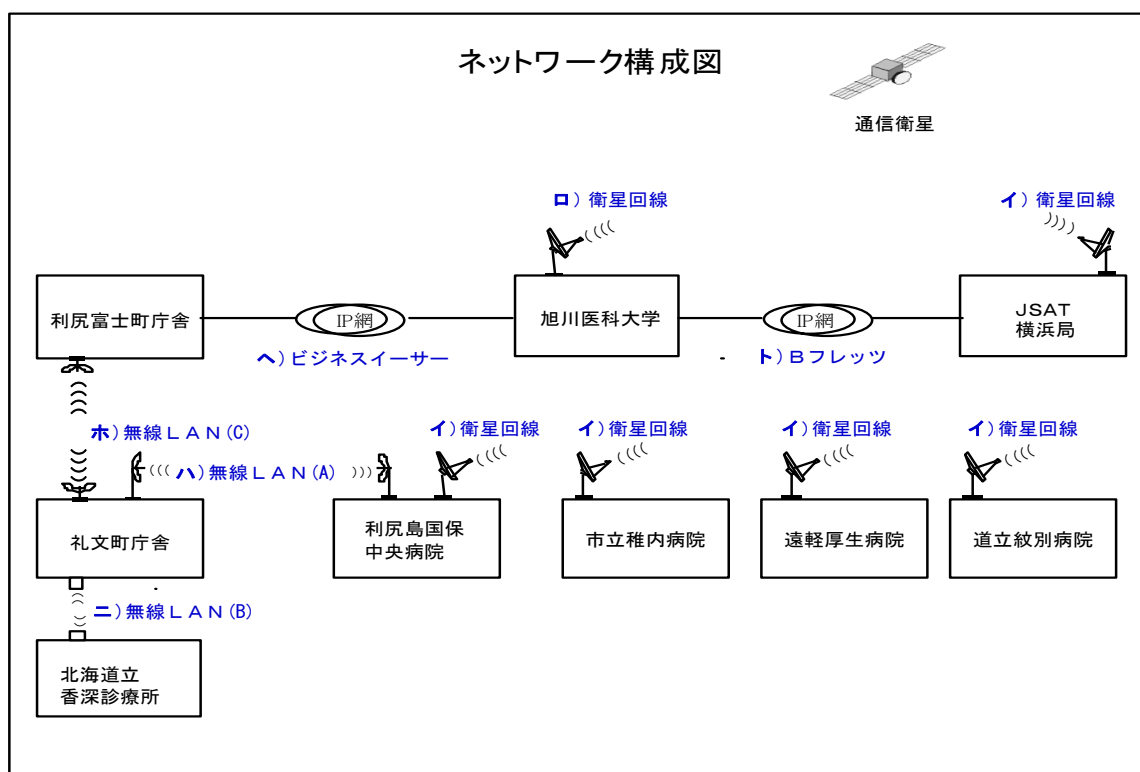 ネットワーク構成図
通信衛星
ロ）衛星回線
イ）衛星回線
利尻富士町庁舎
IP網
旭川医科大学
IP網
JSAT
横浜局
ヘ）ビジネスイーサー
ト）Ｂフレッツ
ホ）無線ＬＡＮ(C)
ハ）無線ＬＡＮ(A)
イ）衛星回線
イ）衛星回線
イ）衛星回線
イ）衛星回線
礼文町庁舎
利尻島国保
中央病院
市立稚内病院
遠軽厚生病院
道立紋別病院
ニ）無線ＬＡＮ(B)
北海道立
香深診療所